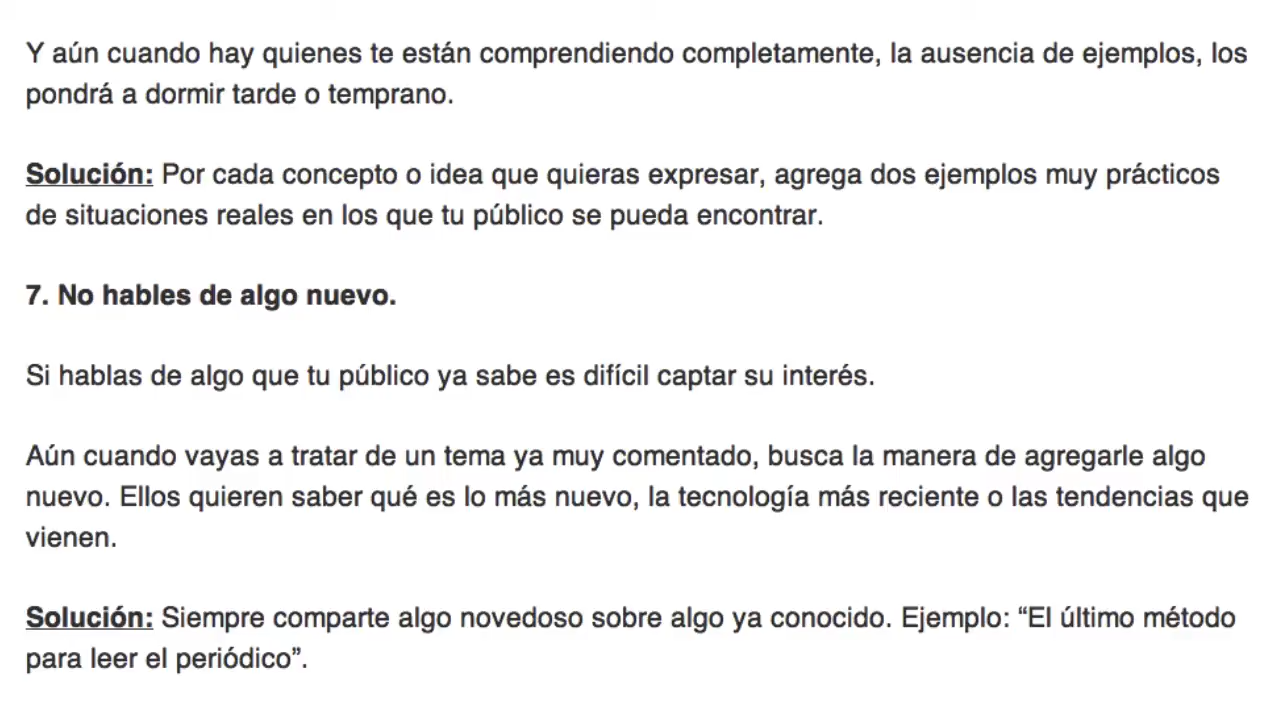 Y aún cuando hay quienes te están comprendiendo completamente, la ausencia de ejemplos, los
pondrá a dormir tarde o temprano.
Solución: Por cada concepto o idea que quieras expresar, agrega dos ejemplos muy prácticos
de situaciones reales en los que tu público se pueda encontrar.
7. No hables de algo nuevo.
Si hablas de algo que tu público ya sabe es difícil captar su interés.
Aún cuando vayas a tratar de un tema ya muy comentado, busca la manera de agregarle algo
nuevo. Ellos quieren saber qué es lo más nuevo, la tecnología más reciente o las tendencias que
vienen.
Solución: Siempre comparte algo novedoso sobre algo ya conocido. Ejemplo: “El último método
para leer el periódico”.